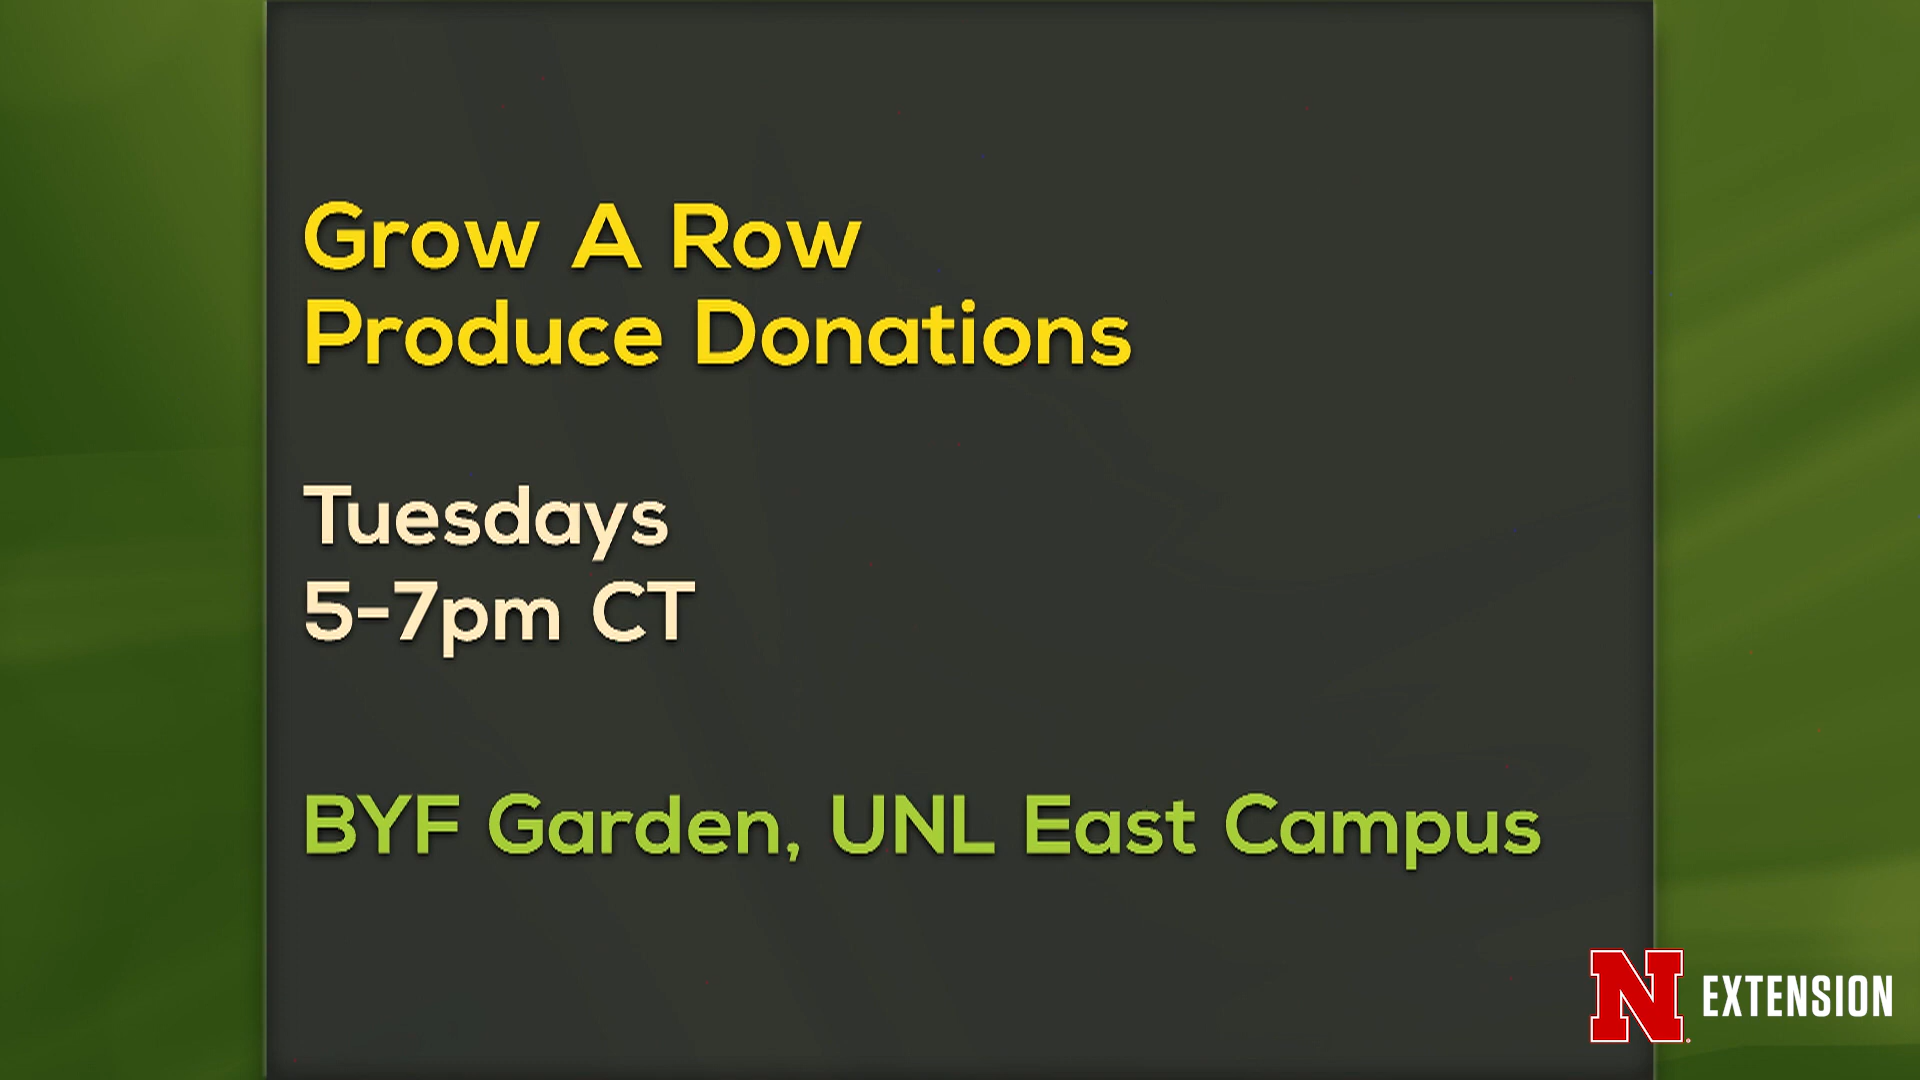 Grow A Row
Produce Donations
Tuesdays
5-7pm CT
BYF Garden, UNL East Campus
N EXTENSION